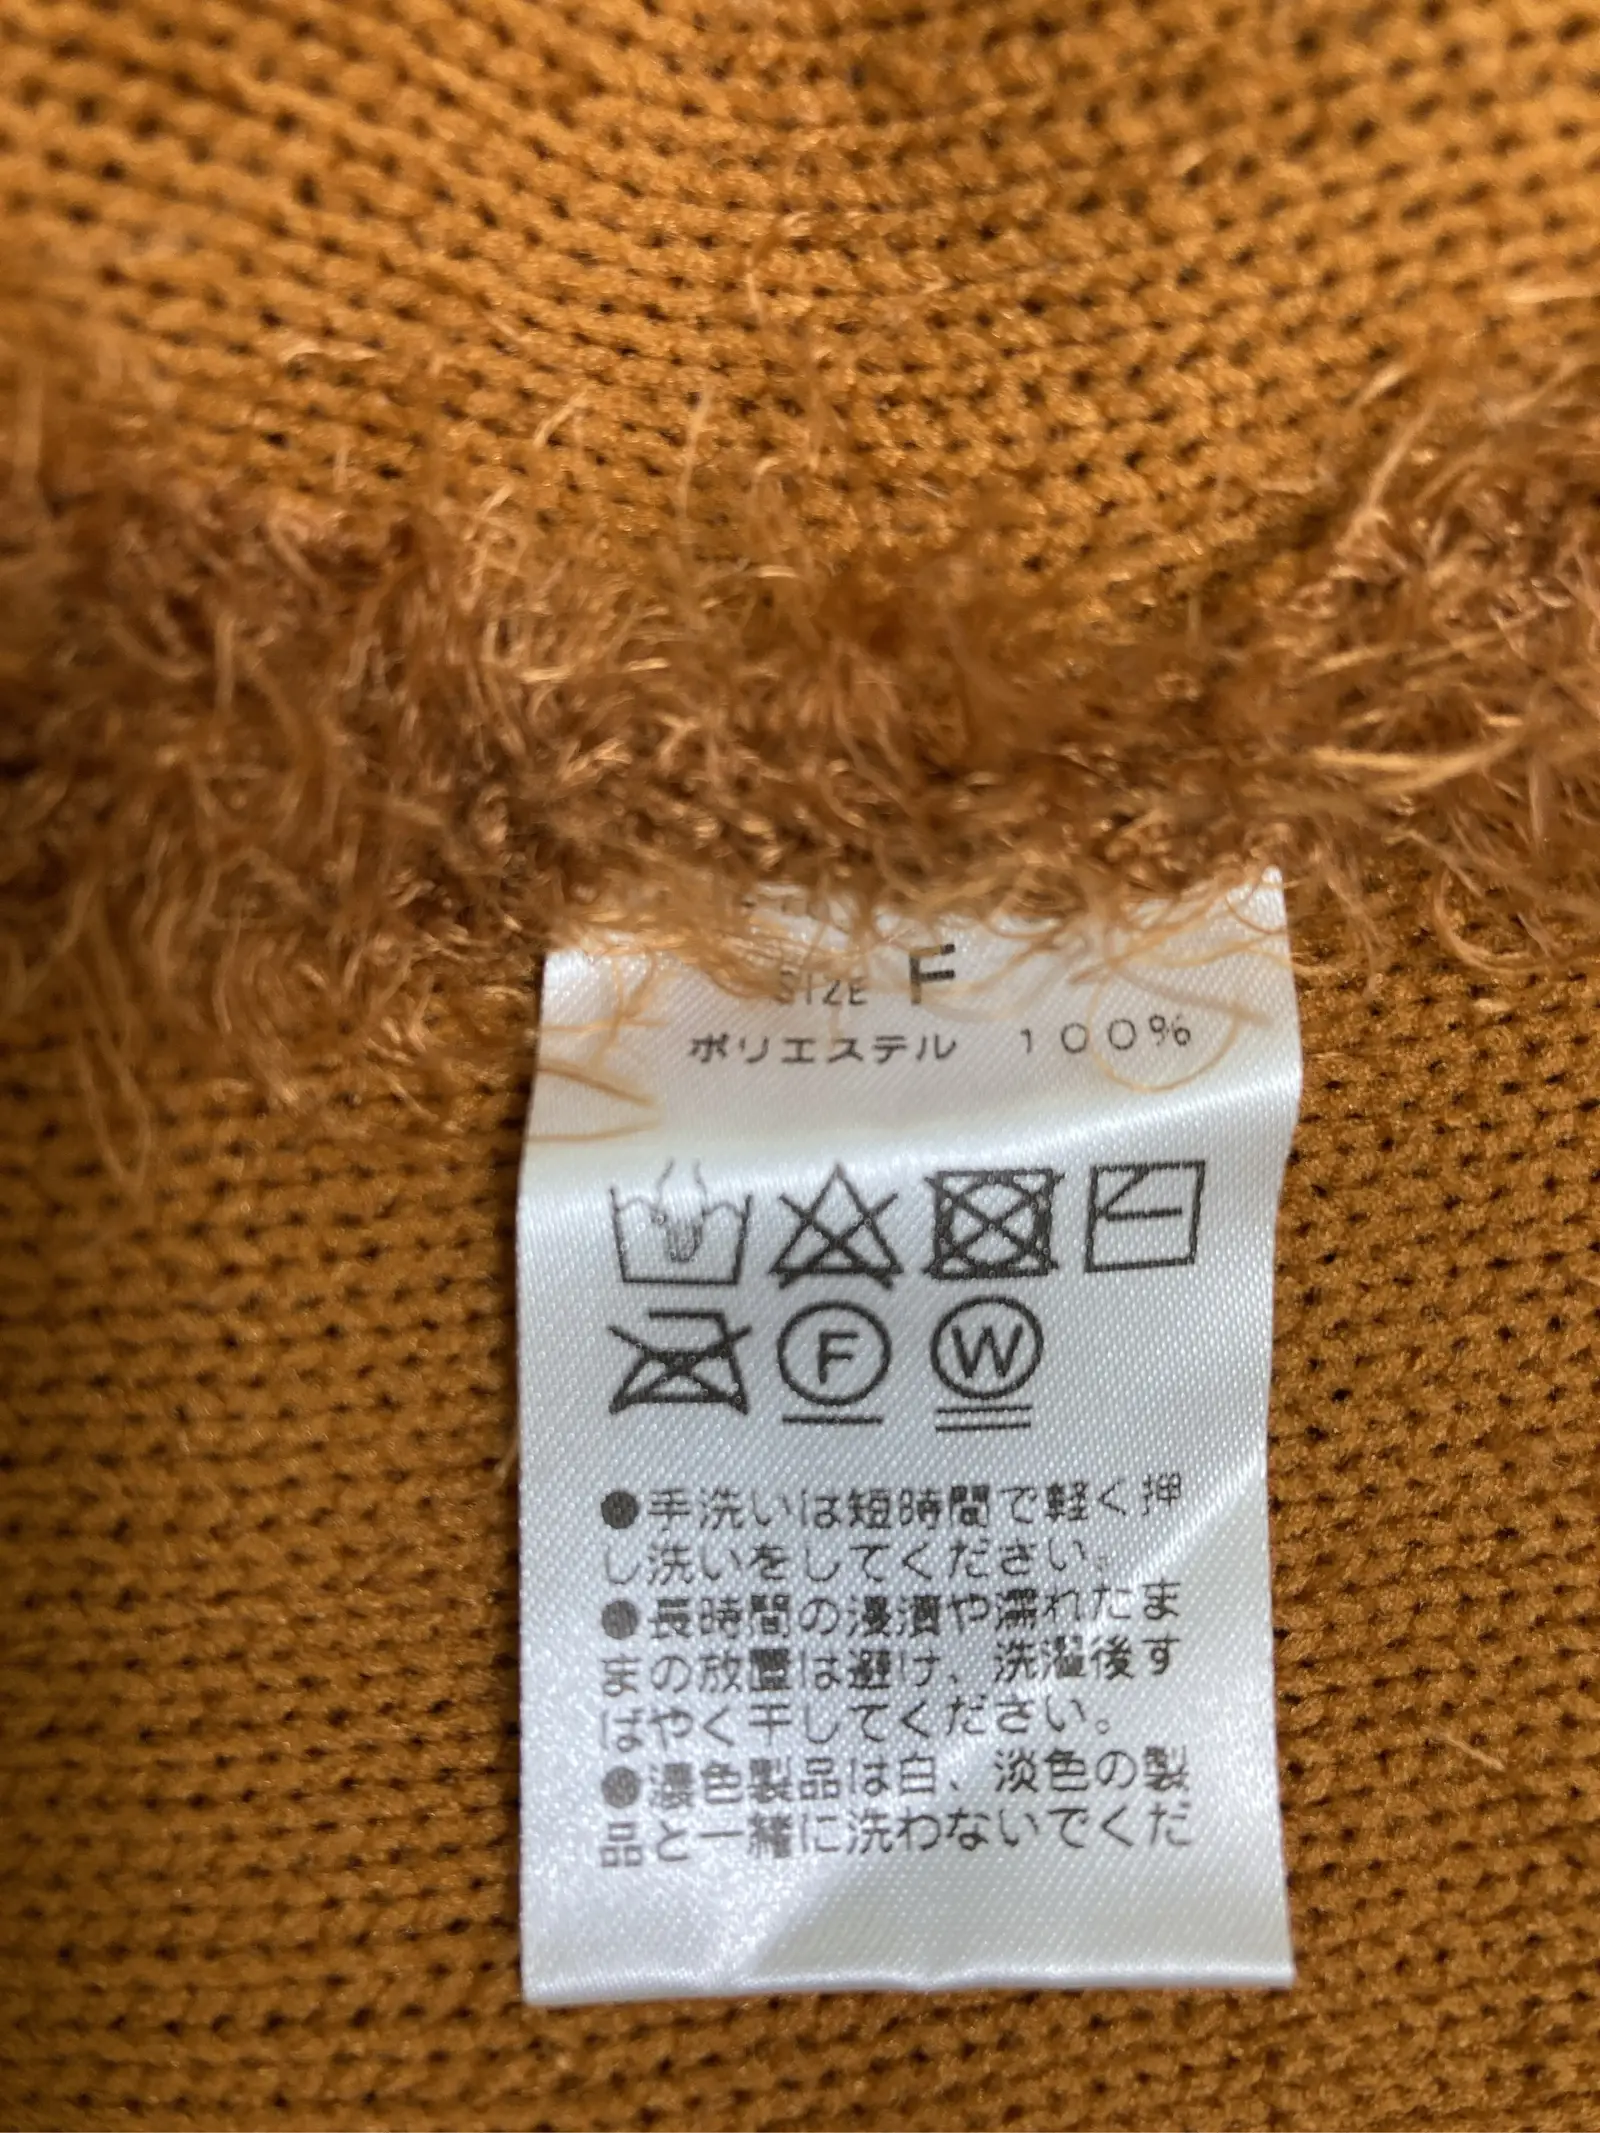 SIZE F
ポリエステル 100%
F W
●手洗いは短時間で軽く押
し洗いをしてください。
●長時間の浸漬や濡れたま
まの放置は避け、洗濯後す
ばやく干してください。
●濃色製品は白、淡色の製
品と一緒に洗わないでくだ